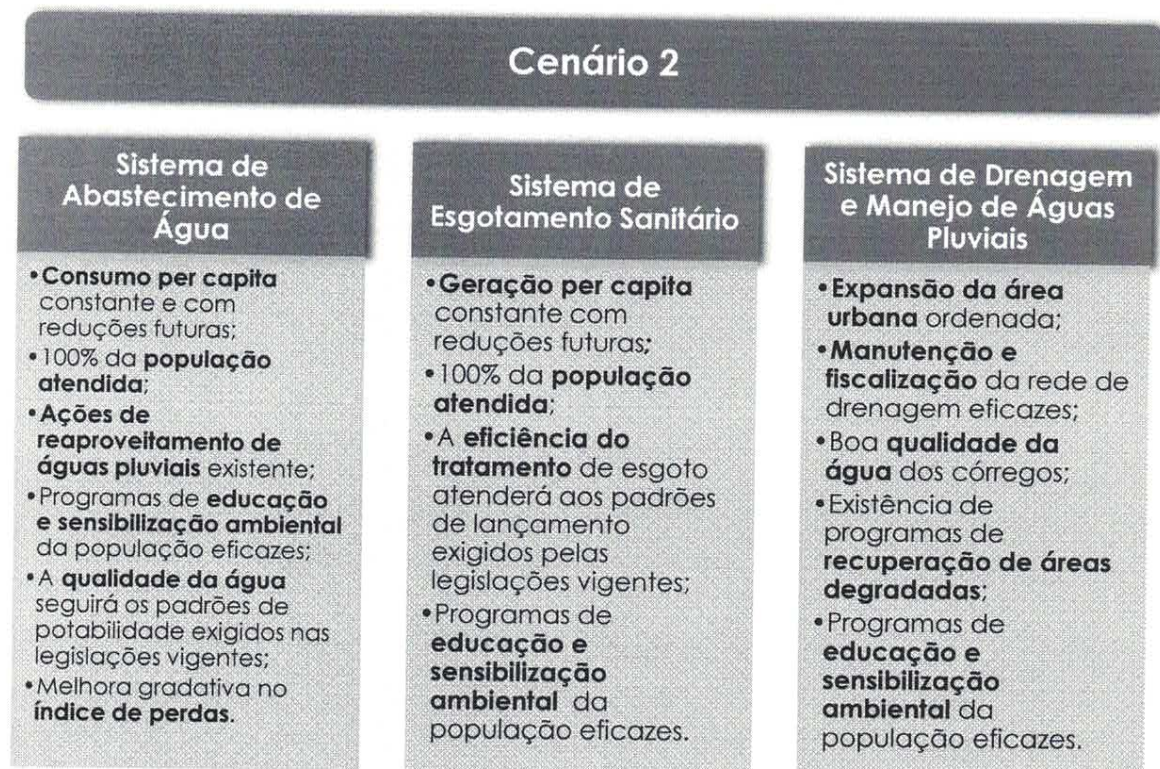 Cenário 2
Sistema de
Abastecimento de
Água
•Consumo per capita
constante e com
reduções futuras;
•100% da população
atendida;
•Ações de
reaproveitamento de
águas pluviais existente;
•Programas de educação
e sensibilização ambiental
da população eficazes;
•A qualidade da água
seguirá os padrões de
potabilidade exigidos nas
legislações vigentes;
•Melhora gradativa no
índice de perdas.
Sistema de
Esgotamento Sanitário
•Geração per capita
constante com
reduções futuras;
•100% da população
atendida;
•A eficiência do
tratamento de esgoto
atenderá aos padrões
de lançamento
exigidos pelas
legislações vigentes;
•Programas de
educação e
sensibilização
ambiental da
população eficazes.
Sistema de Drenagem
e Manejo de Águas
Pluviais
•Expansão da área
urbana ordenada;
•Manutenção e
fiscalização da rede de
drenagem eficazes;
•Boa qualidade da
água dos córregos;
•Existência de
programas de
recuperação de áreas
degradadas;
•Programas de
educação e
sensibilização
ambiental da
população eficazes.